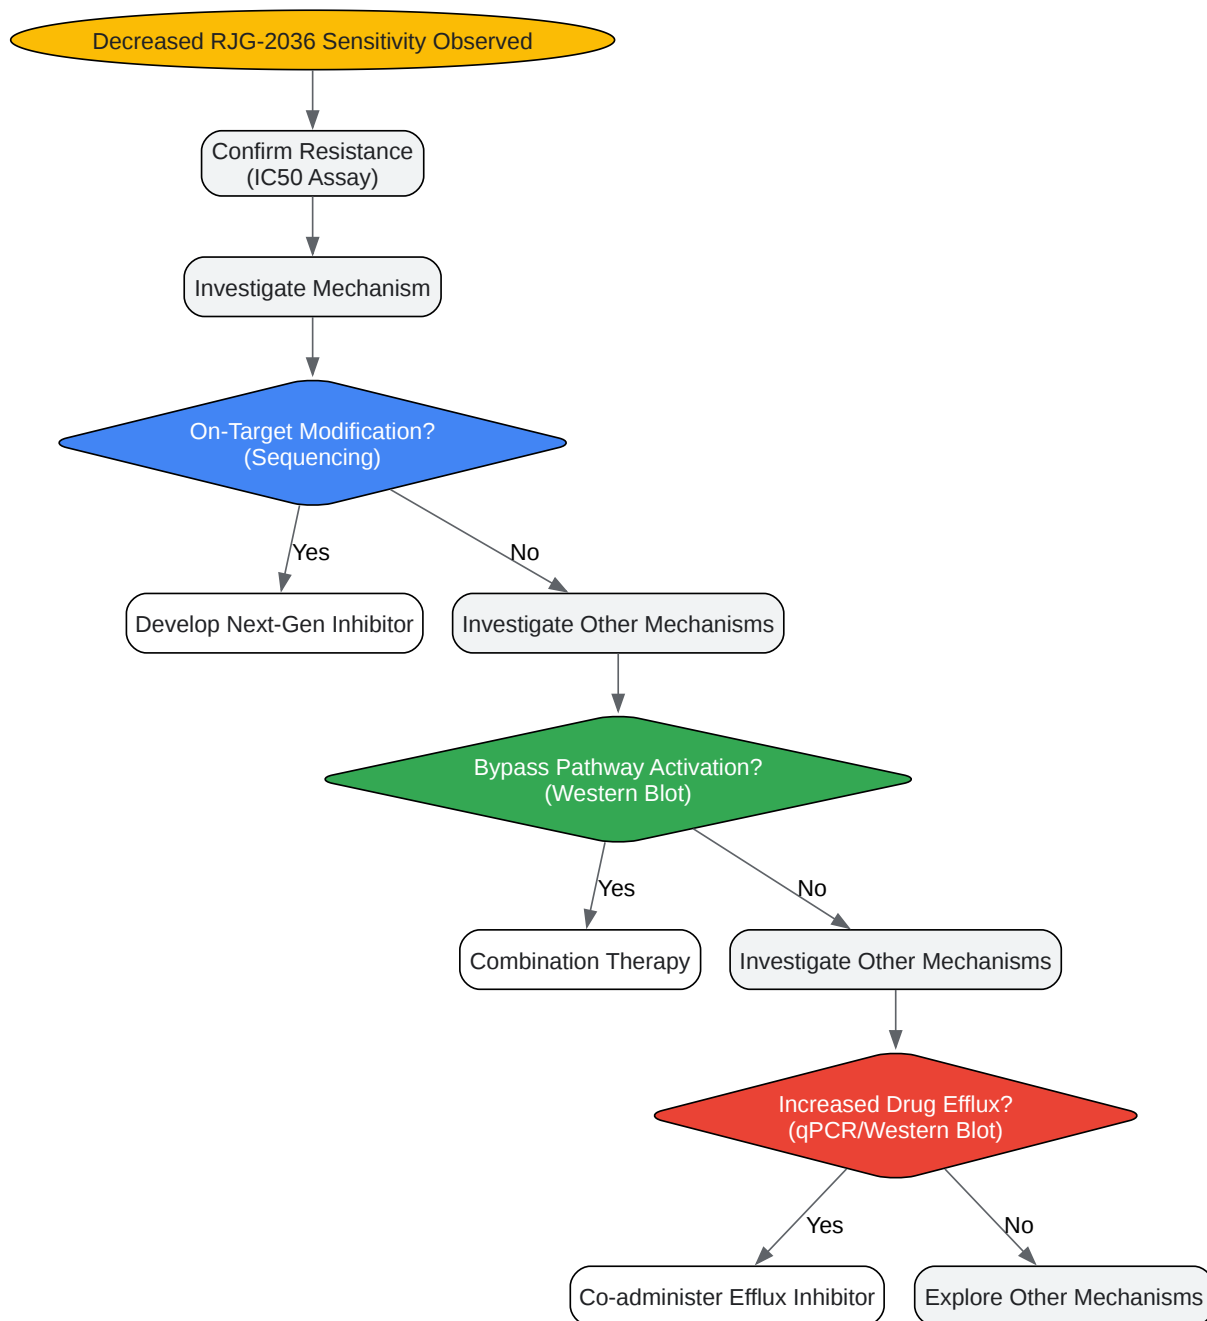 Decreased RJG-2036 Sensitivity Observed
Confirm Resistance
(IC50 Assay)
Investigate Mechanism
On-Target Modification?
(Sequencing)
Yes
No
Develop Next-Gen Inhibitor
Investigate Other Mechanisms
Bypass Pathway Activation?
(Western Blot)
Yes
No
Combination Therapy
Investigate Other Mechanisms
Increased Drug Efflux?
(qPCR/Western Blot)
Yes
No
Co-administer Efflux Inhibitor
Explore Other Mechanisms